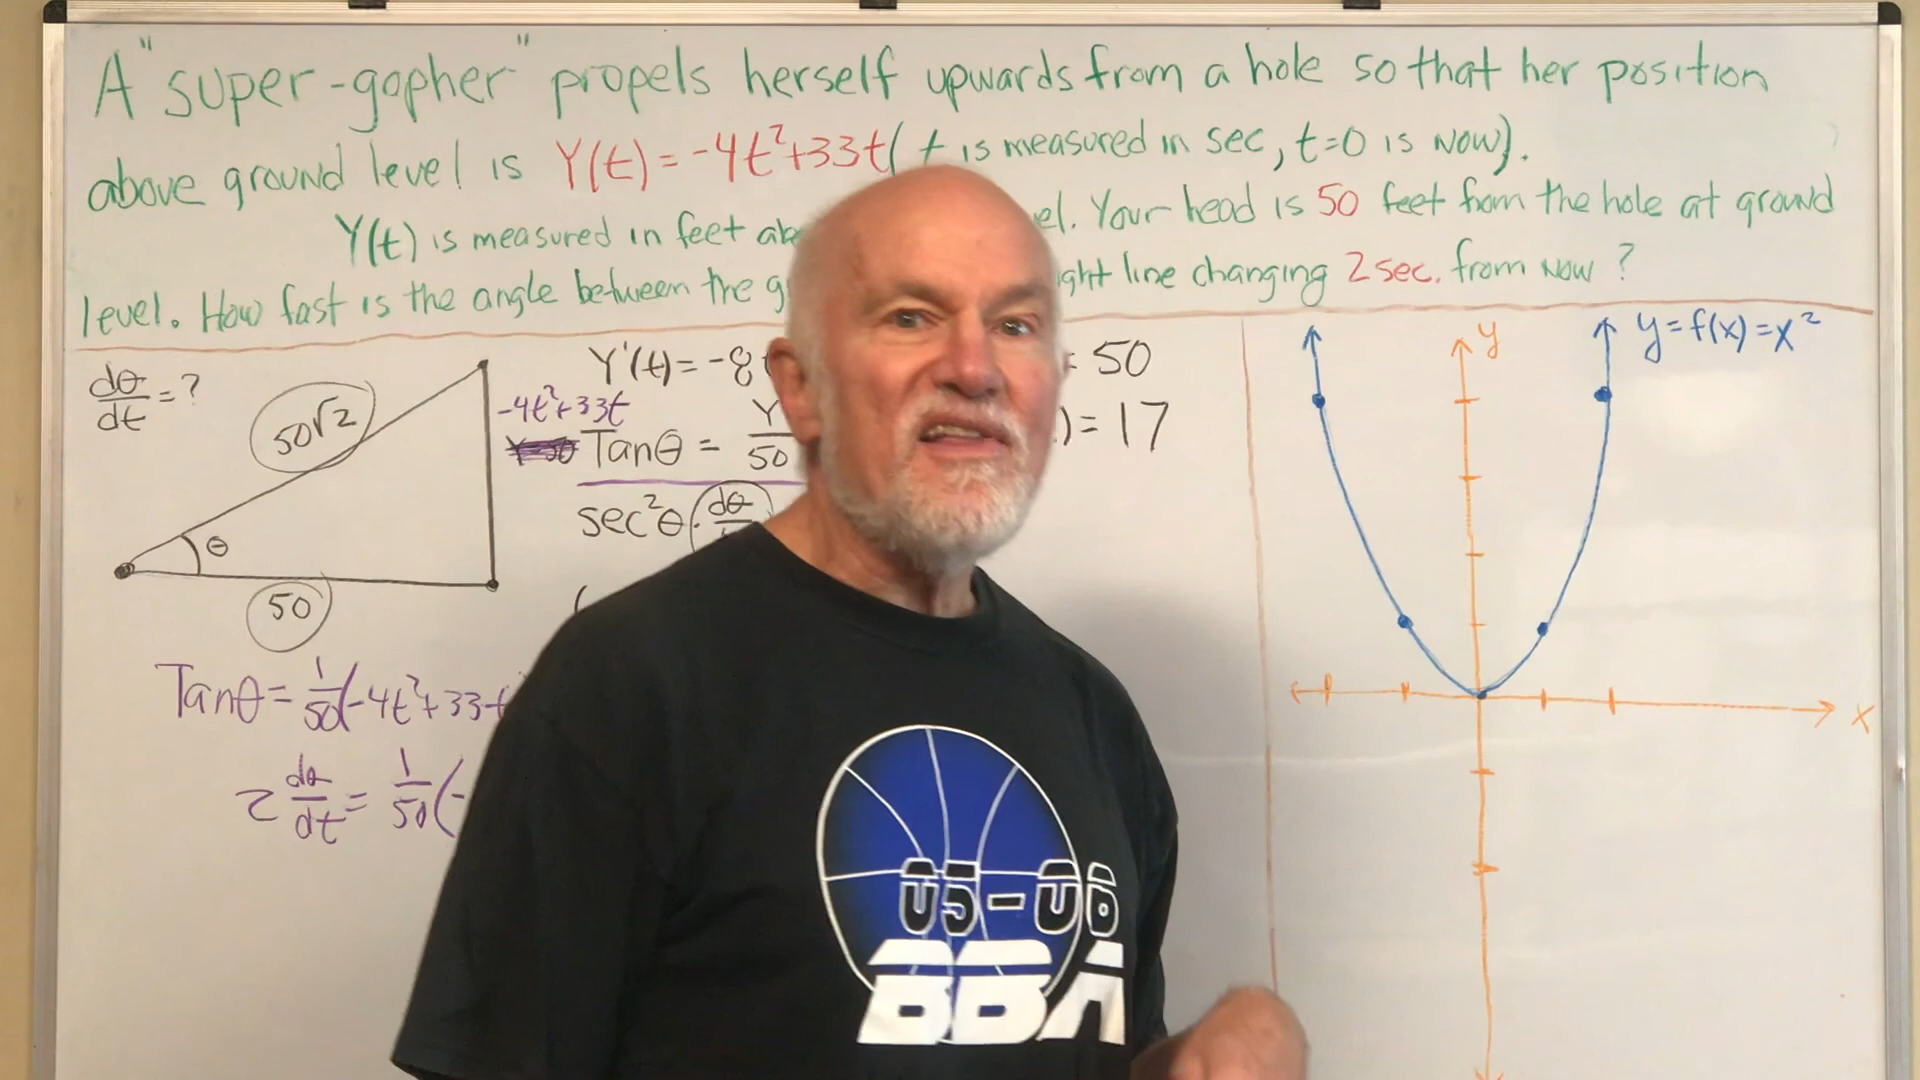 A "super-gopher" propels herself upwards from a hole so that her position
above ground level is Y(t) = -4t²+33t (t is measured in sec, t=0 is now).
Y(t) is measured in feet . Your head is 50 feet from the hole at ground
level. How fast is the angle between the line changing 2 sec. from now?
dθ/dt = ?
50√2
-4t²+33t
θ
50
Y'(t) = -8 = 50
Tanθ = Y/50 ) = 17
sec²θ · dθ
(
Tanθ = 1/50(-4t²+33t
2 dθ/dt = 1/50(-
y = f(x) = x²
y
x
05-06
BBA